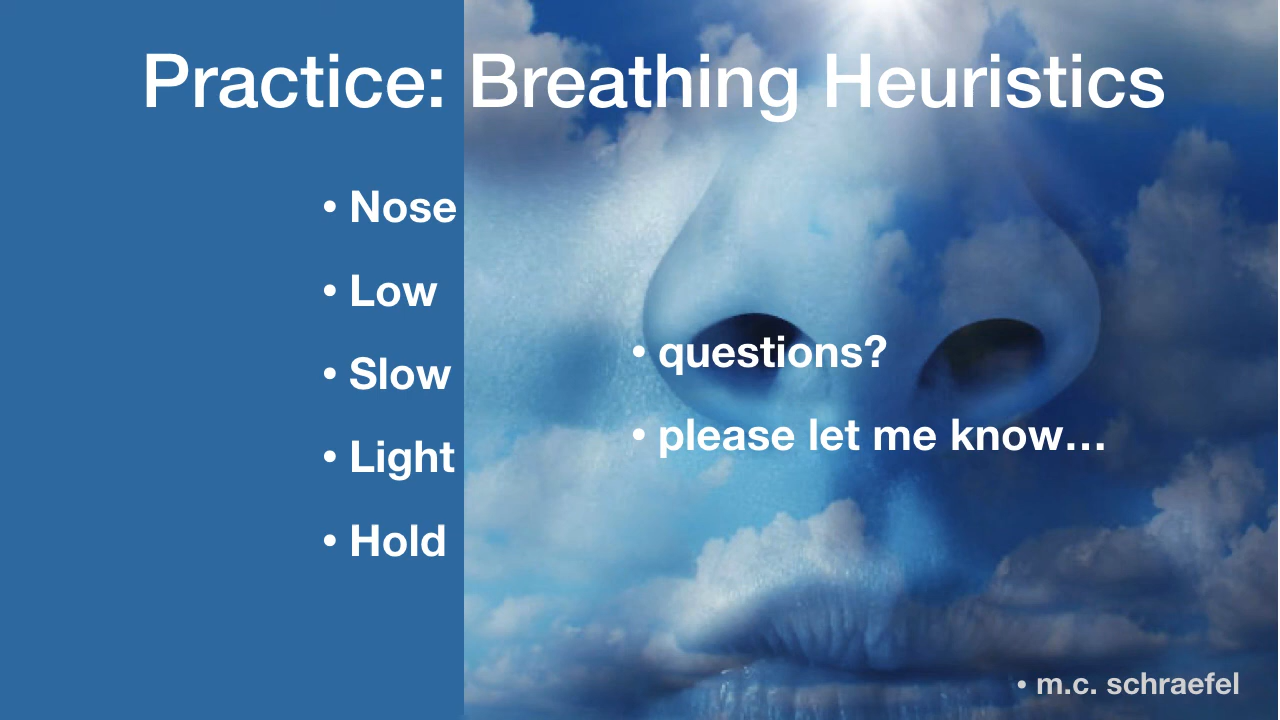 Practice: Breathing Heuristics
• Nose
• Low
• Slow
• Light
• Hold
• questions?
• please let me know…
• m.c. schraefel